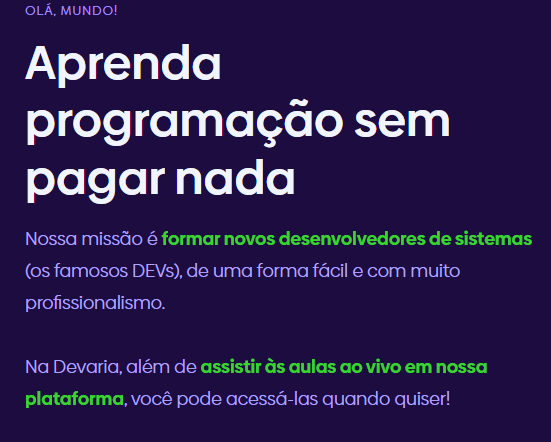 OLÁ, MUNDO!
Aprenda
programação sem
pagar nada
Nossa missão é formar novos desenvolvedores de sistemas
(os famosos DEVs), de uma forma fácil e com muito
profissionalismo.
Na Devaria, além de assistir às aulas ao vivo em nossa
plataforma, você pode acessá-las quando quiser!